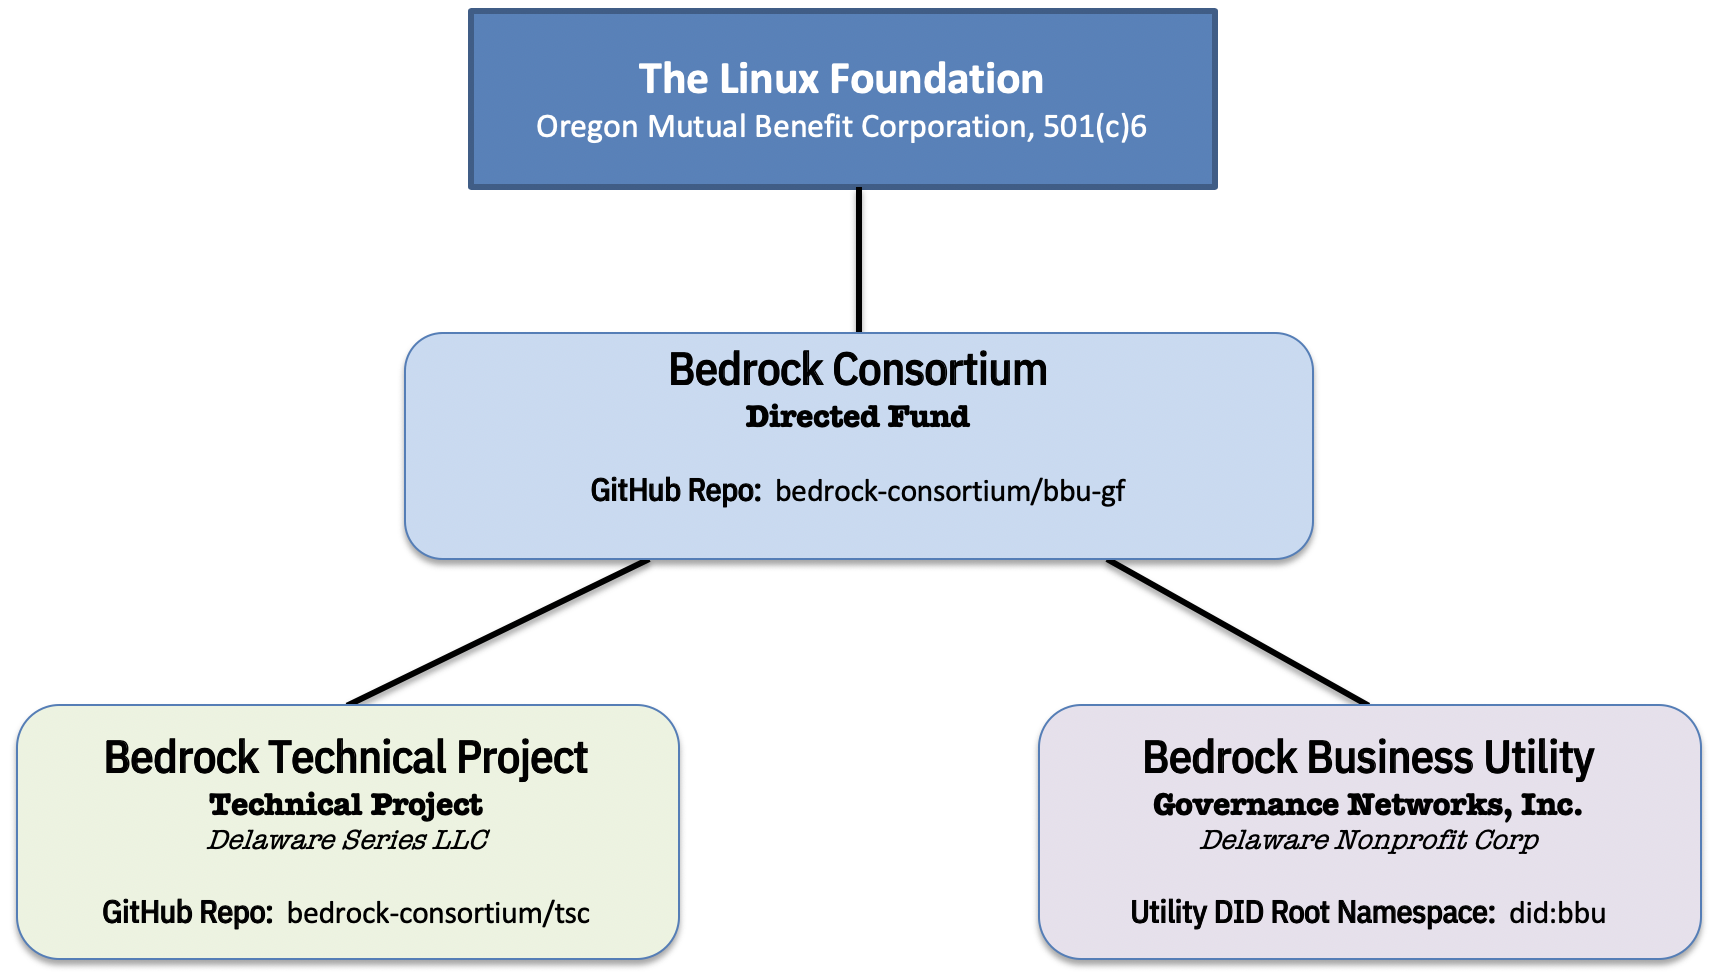 The Linux Foundation
Oregon Mutual Benefit Corporation, 501(c)6
Bedrock Consortium
Directed Fund
GitHub Repo: bedrock-consortium/bbu-gf
Bedrock Technical Project
Technical Project
Delaware Series LLC
GitHub Repo: bedrock-consortium/tsc
Bedrock Business Utility
Governance Networks, Inc.
Delaware Nonprofit Corp
Utility DID Root Namespace: did:bbu